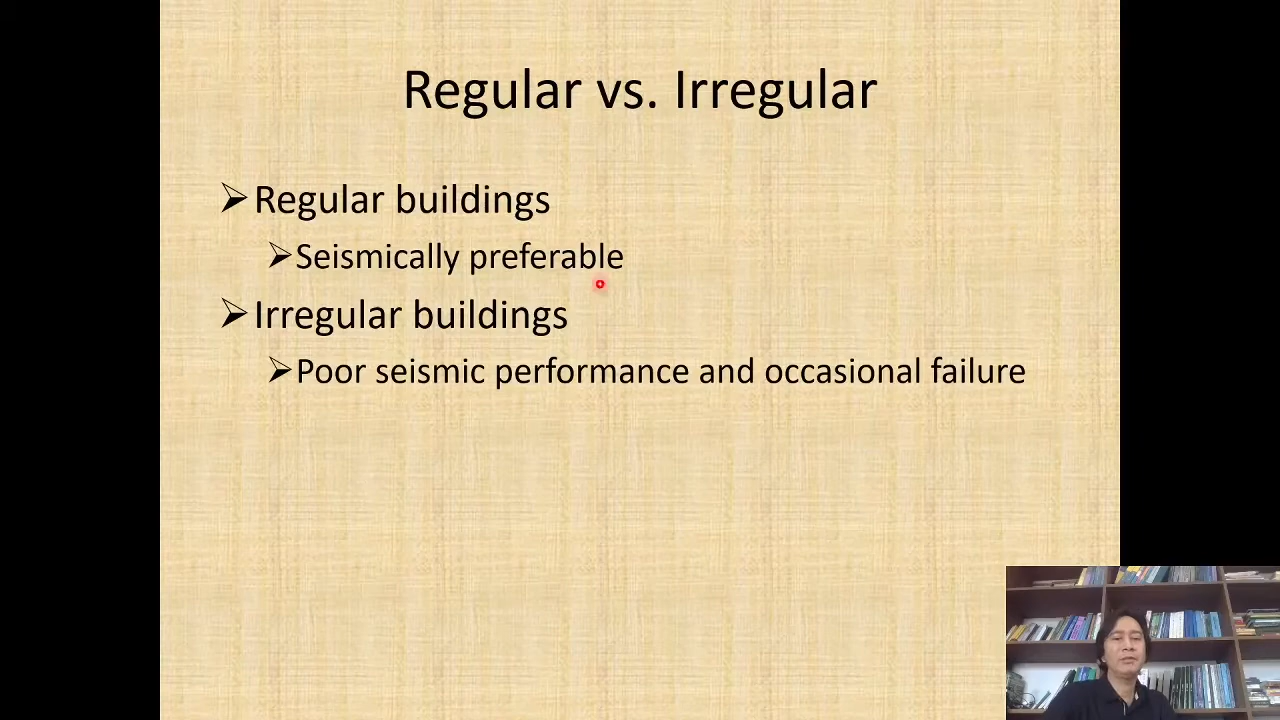 Regular vs. Irregular
Regular buildings
Seismically preferable
Irregular buildings
Poor seismic performance and occasional failure